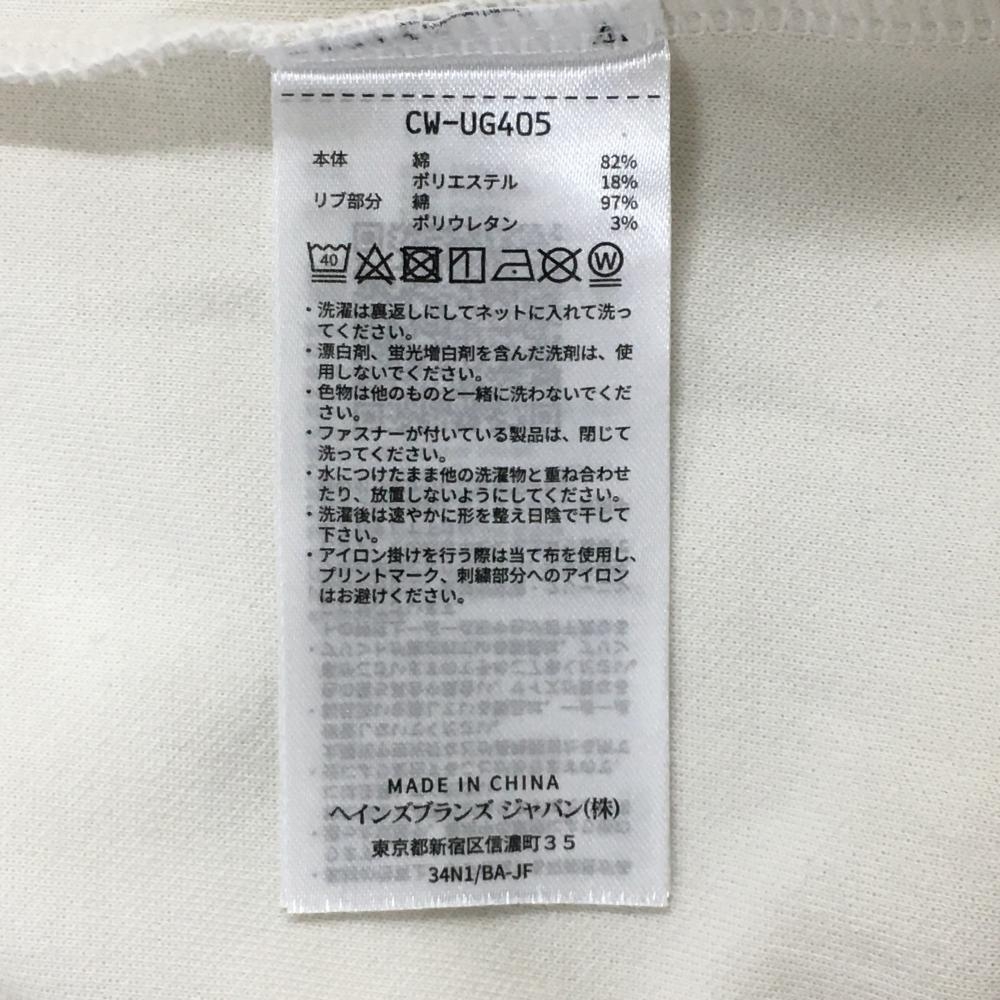 CW-UG405
本体 綿 82%
ポリエステル 18%
リブ部分 綿 97%
ポリウレタン 3%
40 W
・洗濯は裏返しにしてネットに入れて洗っ
てください。
・漂白剤、蛍光増白剤を含んだ洗剤は、使
用しないでください。
・色物は他のものと一緒に洗わないでくだ
さい。
・ファスナーが付いている製品は、閉じて
洗ってください。
・水につけたまま他の洗濯物と重ね合わせ
たり、放置しないようにしてください。
・洗濯後は速やかに形を整え日陰で干して
下さい。
・アイロン掛けを行う際は当て布を使用し、
プリントマーク、刺繍部分へのアイロン
はお避けください。
MADE IN CHINA
ヘインズブランズ ジャパン(株)
東京都新宿区信濃町35
34N1/BA-JF